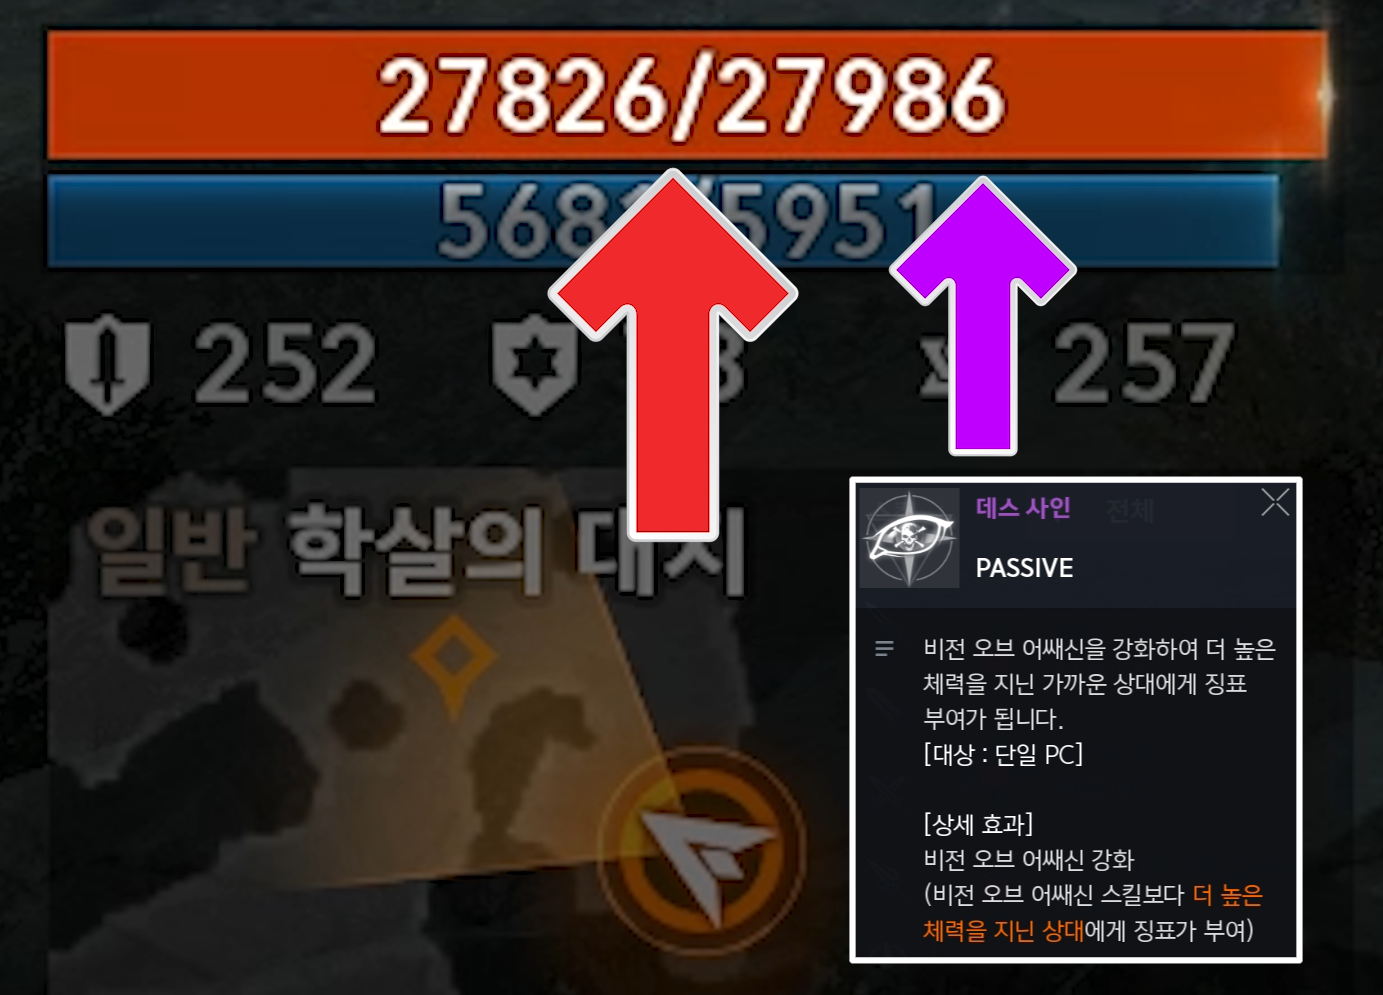 27826/27986
5951
252
257
일반 학살의 대지
데스 사인
전체
PASSIVE
비전 오브 어쌔신을 강화하여 더 높은
체력을 지닌 가까운 상대에게 징표
부여가 됩니다.
[대상 : 단일 PC]
[상세 효과]
비전 오브 어쌔신 강화
(비전 오브 어쌔신 스킬보다 더 높은
체력을 지닌 상대에게 징표가 부여)